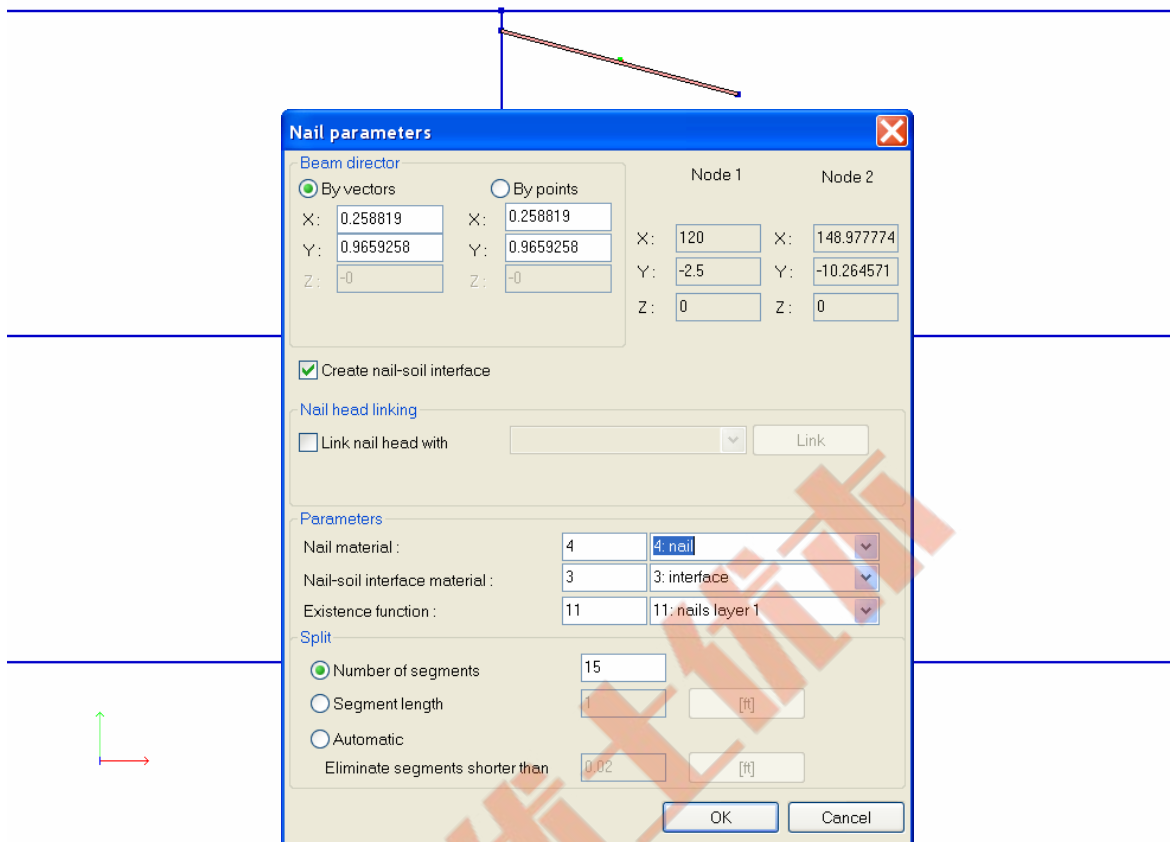 Nail parameters
Beam director
By vectors
By points
X: 0.258819
X: 0.258819
Y: 0.9659258
Y: 0.9659258
Z: -0
Z: -0
Node 1
Node 2
X: 120
X: 148.977774
Y: -2.5
Y: -10.264571
Z: 0
Z: 0
Create nail-soil interface
Nail head linking
Link nail head with
Link
Parameters
Nail material : 4 4: nail
Nail-soil interface material : 3 3: interface
Existence function : 11 11: nails layer 1
Split
Number of segments 15
Segment length 1 [ft]
Automatic
Eliminate segments shorter than 0.02 [ft]
OK
Cancel